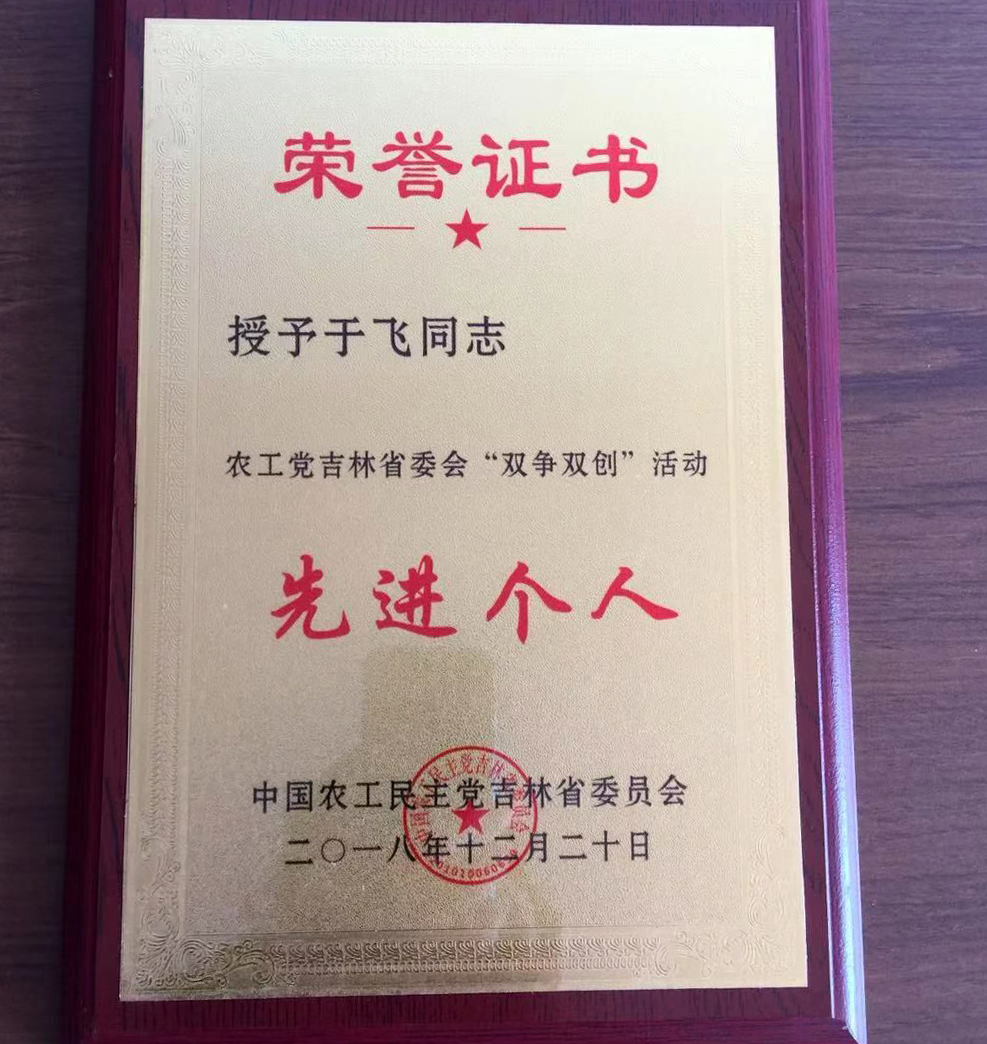 荣誉证书
授予于飞同志
农工党吉林省委会“双争双创”活动
先进个人
中国农工民主党吉林省委员会
二〇一八年十二月二十日